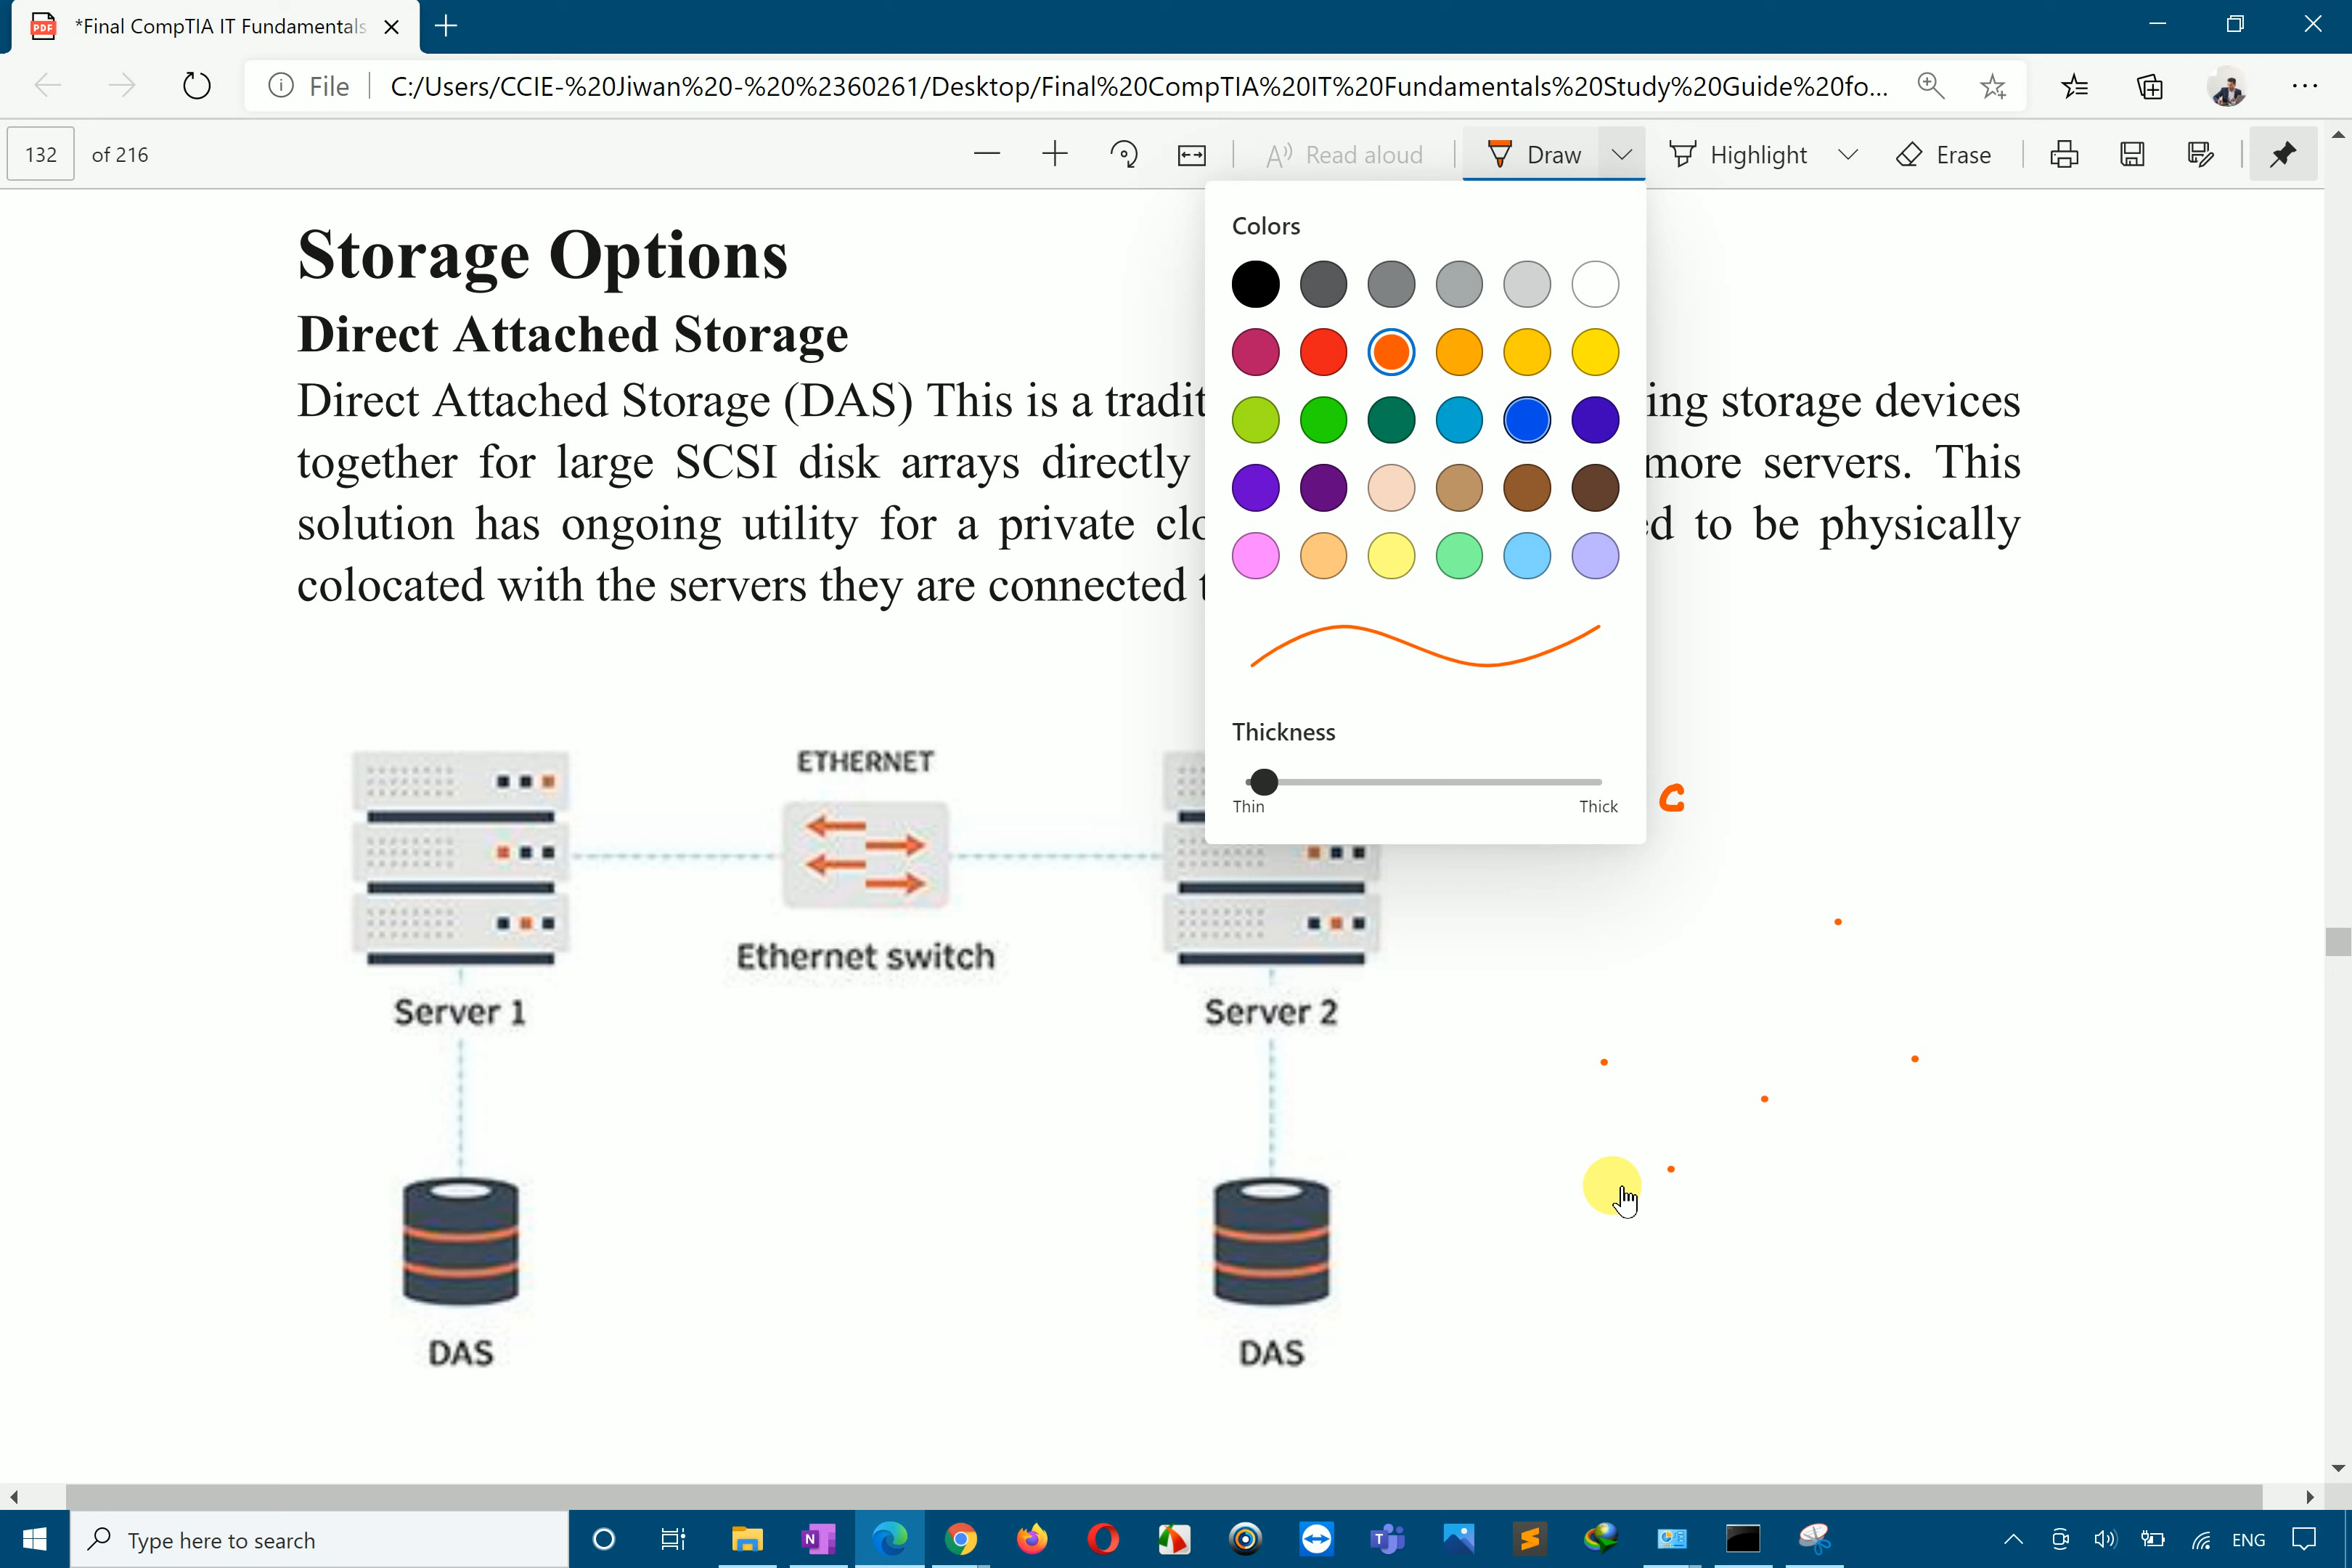 *Final CompTIA IT Fundamentals
File
C:/Users/CCIE-%20Jiwan%20-%20%2360261/Desktop/Final%20CompTIA%20IT%20Fundamentals%20Study%20Guide%20fo...
132 of 216
Read aloud
Draw
Highlight
Erase
Colors
Thickness
Thin
Thick
Storage Options
Direct Attached Storage
Direct Attached Storage (DAS) This is a tradit ing storage devices
together for large SCSI disk arrays directly more servers. This
solution has ongoing utility for a private clo d to be physically
colocated with the servers they are connected t
ETHERNET
C
Ethernet switch
Server 1
Server 2
DAS
DAS
Type here to search
ENG